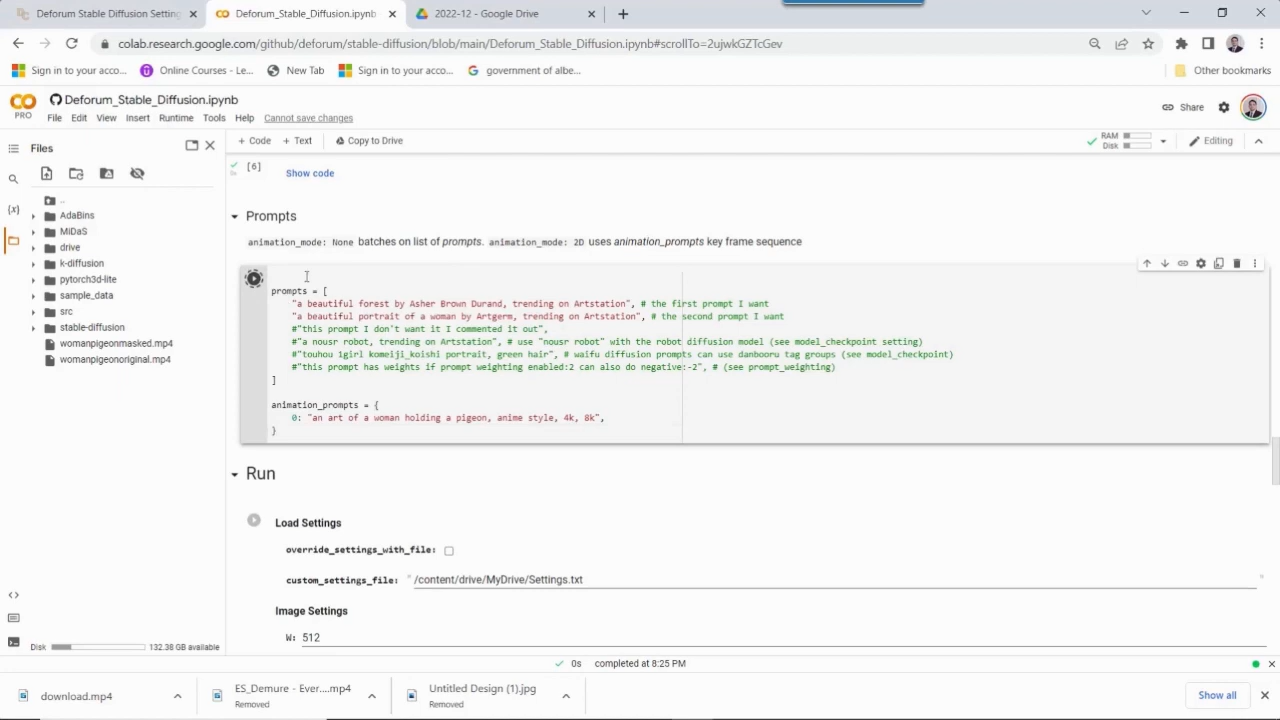 Deforum Stable Diffusion Setting
Deforum_Stable_Diffusion.ipynb
2022-12 - Google Drive
colab.research.google.com/github/deforum/stable-diffusion/blob/main/Deforum_Stable_Diffusion.ipynb#scrollTo=2ujwkGZTcGev
Sign in to your acco...
Online Courses - Le...
New Tab
Sign in to your acco...
government of albe...
Other bookmarks
PRO
Deforum_Stable_Diffusion.ipynb
File Edit View Insert Runtime Tools Help Cannot save changes
Share
Files
+ Code + Text Copy to Drive
RAM
Disk
Editing
..
AdaBins
MiDaS
drive
k-diffusion
pytorch3d-lite
sample_data
src
stable-diffusion
womanpigeonmasked.mp4
womanpigeonoriginal.mp4
Disk 132.38 GB available
[6]
0s
Show code
Prompts
animation_mode: None batches on list of prompts. animation_mode: 2D uses animation_prompts key frame sequence
prompts = [
"a beautiful forest by Asher Brown Durand, trending on Artstation", # the first prompt I want
"a beautiful portrait of a woman by Artgerm, trending on Artstation", # the second prompt I want
#"this prompt I don't want it I commented it out",
#"a nousr robot, trending on Artstation", # use "nousr robot" with the robot diffusion model (see model_checkpoint setting)
#"touhou 1girl komeiji_koishi portrait, green hair", # waifu diffusion prompts can use danbooru tag groups (see model_checkpoint)
#"this prompt has weights if prompt weighting enabled:2 can also do negative:-2", # (see prompt_weighting)
]
animation_prompts = {
0: "an art of a woman holding a pigeon, anime style, 4k, 8k",
}
Run
Load Settings
override_settings_with_file:
custom_settings_file: "/content/drive/MyDrive/Settings.txt"
Image Settings
W: 512
0s completed at 8:25 PM
download.mp4
ES_Demure - Ever....mp4
Removed
Untitled Design (1).jpg
Removed
Show all